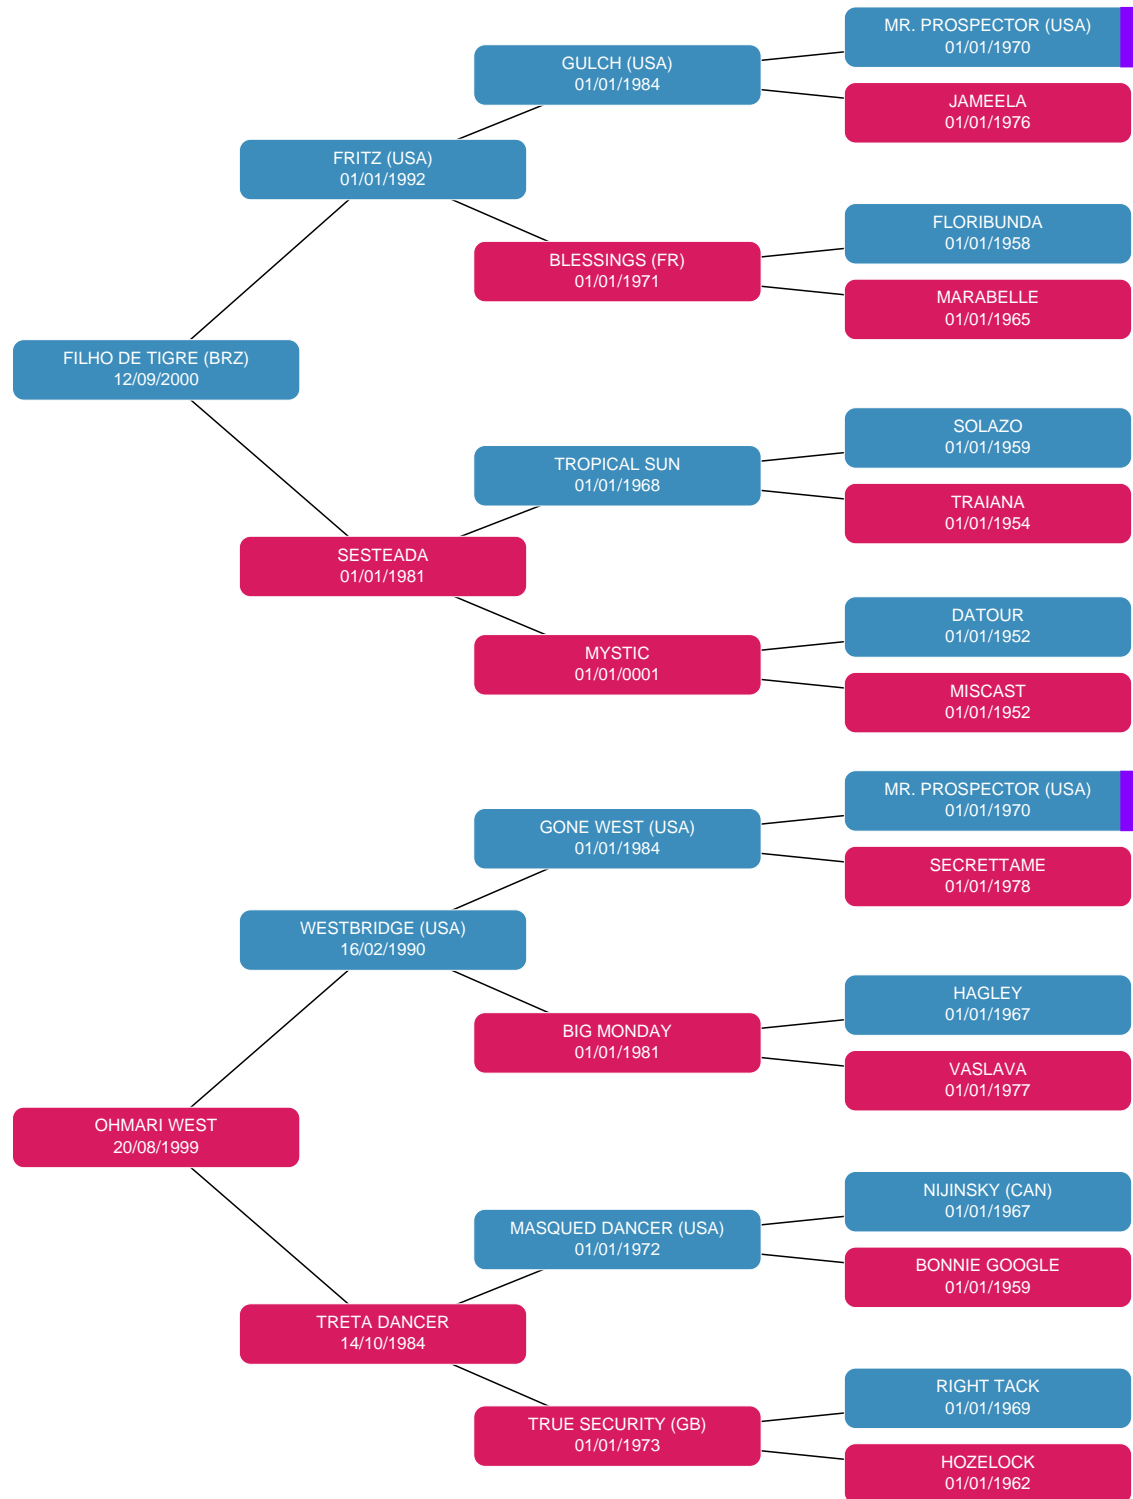 MR. PROSPECTOR (USA)
01/01/1970
GULCH (USA)
01/01/1984
JAMEELA
01/01/1976
FRITZ (USA)
01/01/1992
FLORIBUNDA
01/01/1958
BLESSINGS (FR)
01/01/1971
MARABELLE
01/01/1965
FILHO DE TIGRE (BRZ)
12/09/2000
SOLAZO
01/01/1959
TROPICAL SUN
01/01/1968
TRAIANA
01/01/1954
SESTEADA
01/01/1981
DATOUR
01/01/1952
MYSTIC
01/01/0001
MISCAST
01/01/1952
MR. PROSPECTOR (USA)
01/01/1970
GONE WEST (USA)
01/01/1984
SECRETTAME
01/01/1978
WESTBRIDGE (USA)
16/02/1990
HAGLEY
01/01/1967
BIG MONDAY
01/01/1981
VASLAVA
01/01/1977
OHMARI WEST
20/08/1999
NIJINSKY (CAN)
01/01/1967
MASQUED DANCER (USA)
01/01/1972
BONNIE GOOGLE
01/01/1959
TRETA DANCER
14/10/1984
RIGHT TACK
01/01/1969
TRUE SECURITY (GB)
01/01/1973
HOZELOCK
01/01/1962